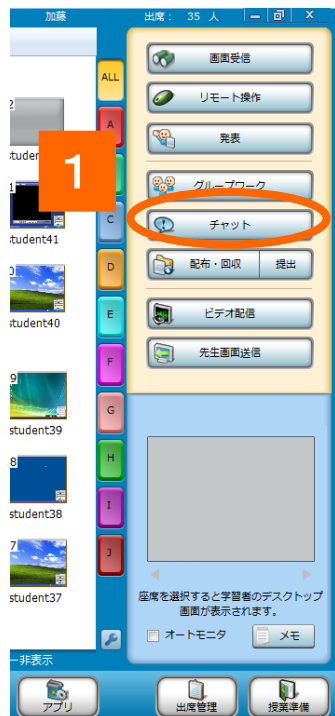 加藤 出席： 35 人
ALL
画面受信
リモート操作
A
発表
1
グループワーク
C
チャット
student41
D
配布・回収 提出
E
ビデオ配信
student40
F
先生画面送信
G
student39
H
I
student38
J
student37
座席を選択すると学習者のデスクトップ
画面が表示されます。
オートモニタ メモ
ー非表示
アプリ 出席管理 授業準備